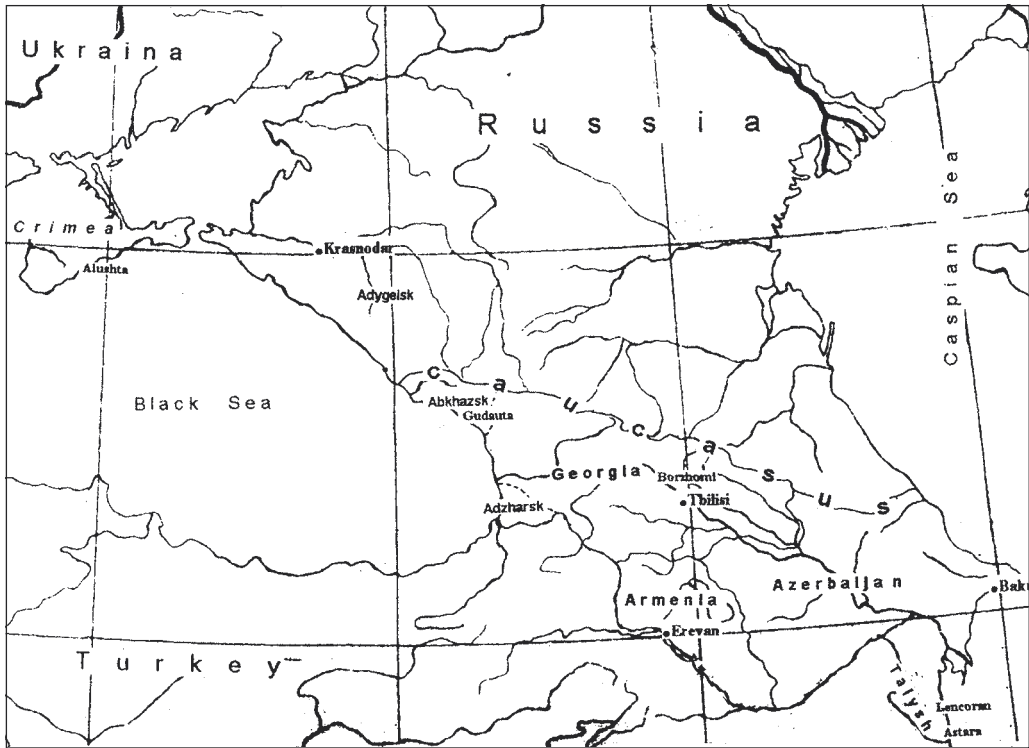 Ukraina
Russia
Caspian Sea
Crimea
Krasnodar
Alushta
Adygeisk
Caucasus
Black Sea
Abkhazsk
Gudauta
Georgia
Borzhomi
Tbilisi
Adzharsk
Azerbaijan
Baku
Armenia
Erevan
Turkey
Talysh
Lencoran
Astara